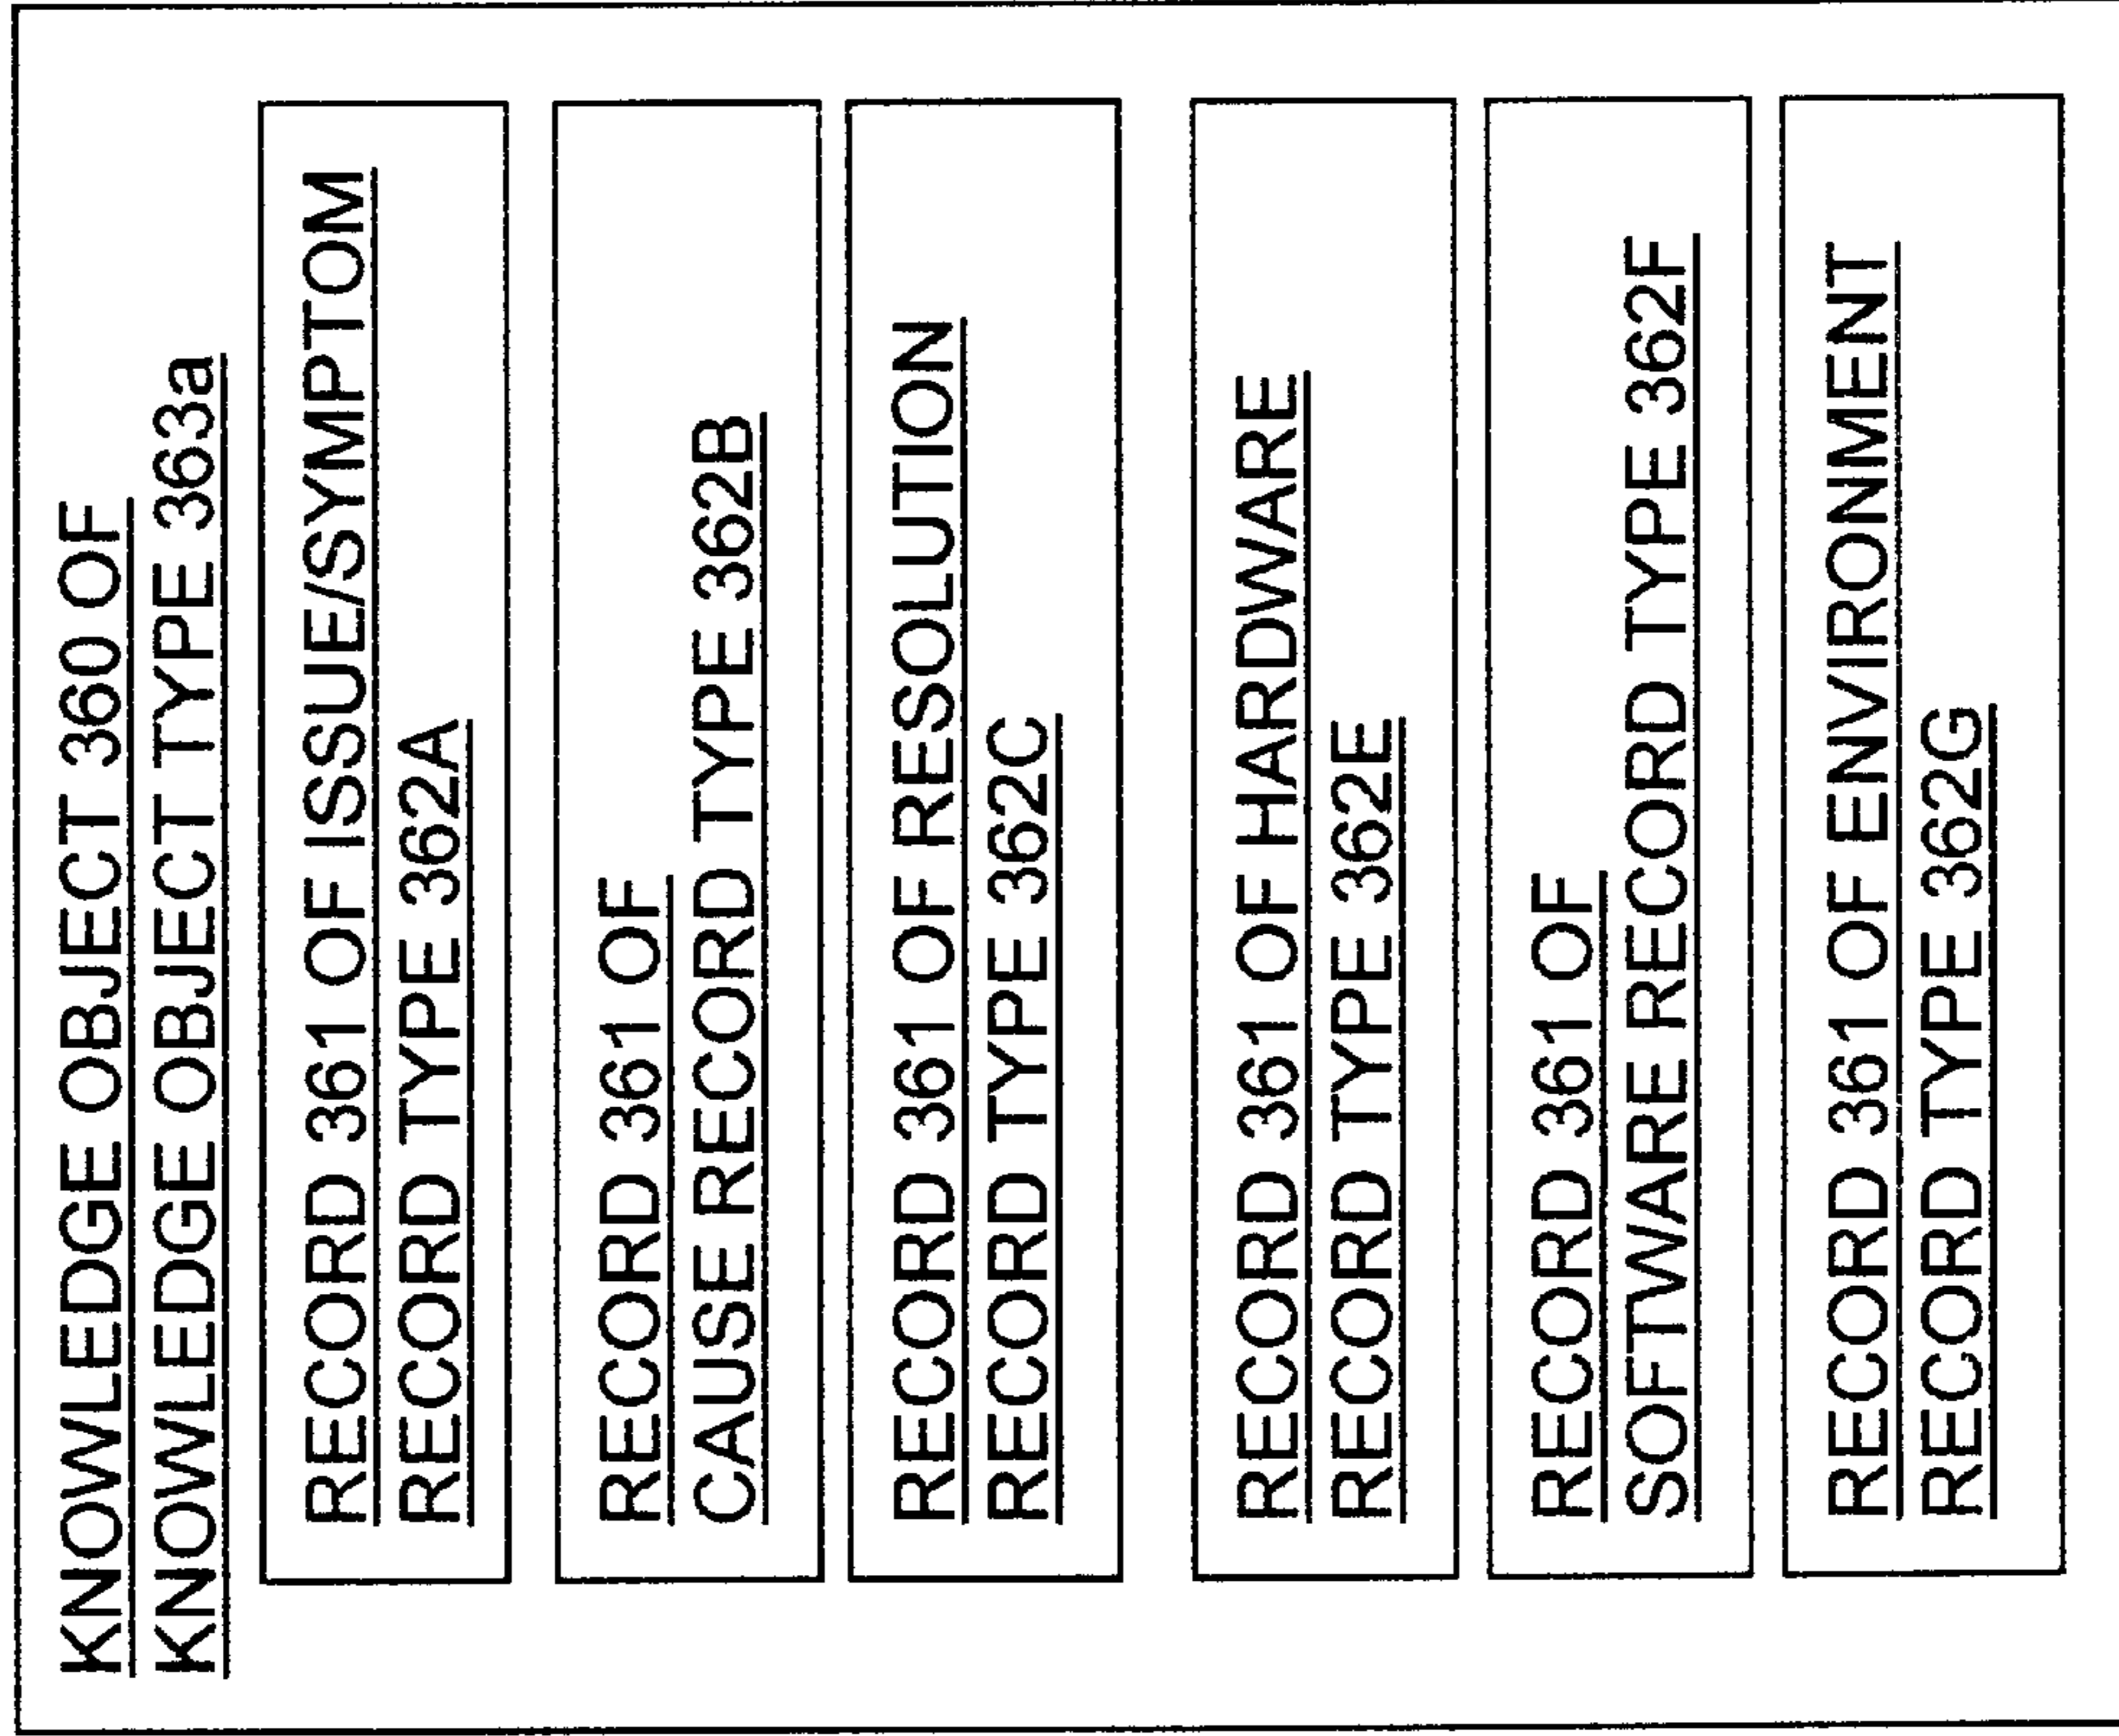 KNOWLEDGE OBJECT 360 OF
KNOWLEDGE OBJECT TYPE 363a
RECORD 361 OF ISSUE/SYMPTOM
RECORD TYPE 362A
RECORD 361 OF
CAUSE RECORD TYPE 362B
RECORD 361 OF RESOLUTION
RECORD TYPE 362C
RECORD 361 OF HARDWARE
RECORD TYPE 362E
RECORD 361 OF
SOFTWARE RECORD TYPE 362F
RECORD 361 OF ENVIRONMENT
RECORD TYPE 362G